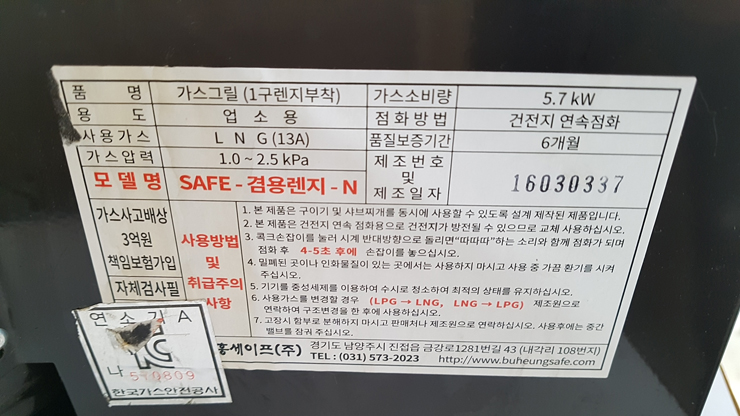 품 명 가스그릴 (1구렌지부착) 가스소비량 5.7 kW
용 도 업 소 용 점 화 방 법 건전지 연속점화
사용가스 L N G (13A) 품질보증기간 6개월
가스압력 1.0 ~ 2.5 kPa 제 조 번 호 및 제 조 일 자 16030337
모 델 명 SAFE - 겸용렌지 - N
가스사고배상
3억원
책임보험가입
자체검사필
사용방법
및
취급주의
사항
1. 본 제품은 구이기 및 샤브찌개를 동시에 사용할 수 있도록 설계 제작된 제품입니다.
2. 본 제품은 건전지 연속 점화용으로 건전지가 방전될 수 있으므로 교체 사용하십시오.
3. 콕크손잡이를 눌러 시계 반대방향으로 돌리면“따따따”하는 소리와 함께 점화가 되며
점화 후 4-5초 후에 손잡이를 놓으십시오.
4. 밀폐된 곳이나 인화물질이 있는 곳에서는 사용하지 마시고 사용 중 가끔 환기를 시켜
주십시오.
5. 기기를 중성세제를 이용하여 수시로 청소하여 최적의 상태를 유지하십시오.
6. 사용가스를 변경할 경우 (LPG → LNG, LNG → LPG) 제조원으로
연락하여 구조변경을 한 후에 사용하십시오.
7. 고장시 함부로 분해하지 마시고 판매처나 제조원으로 연락하십시오. 사용후에는 중간
밸브를 잠궈 주십시오.
흥세이프(주) 경기도 남양주시 진접읍 금강로1281번길 43 (내각리 108번지)
TEL : (031) 573-2023 http://www.buheungsafe.com
연 소 기 A
나 570809
한국가스안전공사